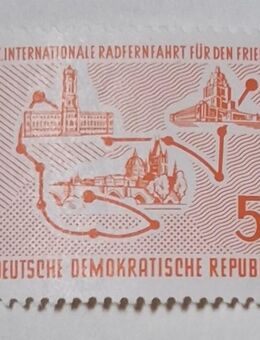 INTERNATIONALE RADFERNFAHRT FÜR DEN FRIE
5
DEUTSCHE DEMOKRATISCHE REPUB